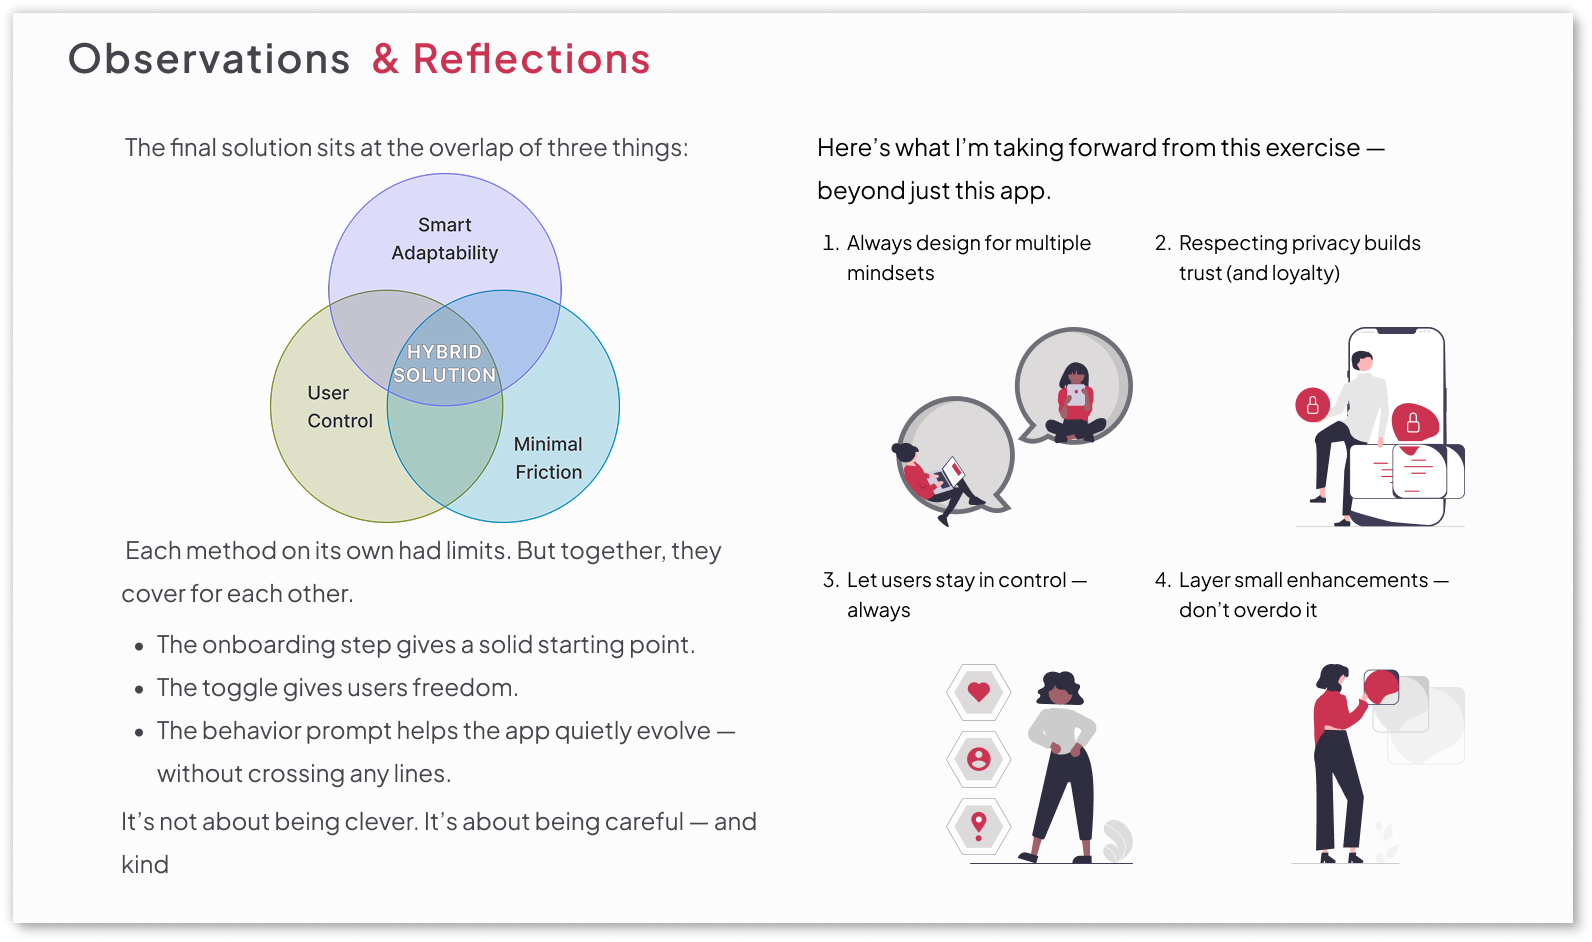 Observations & Reflections
The final solution sits at the overlap of three things:
Smart
Adaptability
HYBRID
SOLUTION
User
Control
Minimal
Friction
Each method on its own had limits. But together, they
cover for each other.
• The onboarding step gives a solid starting point.
• The toggle gives users freedom.
• The behavior prompt helps the app quietly evolve —
without crossing any lines.
It’s not about being clever. It’s about being careful — and
kind
Here’s what I’m taking forward from this exercise —
beyond just this app.
1. Always design for multiple
mindsets
2. Respecting privacy builds
trust (and loyalty)
3. Let users stay in control —
always
4. Layer small enhancements —
don’t overdo it